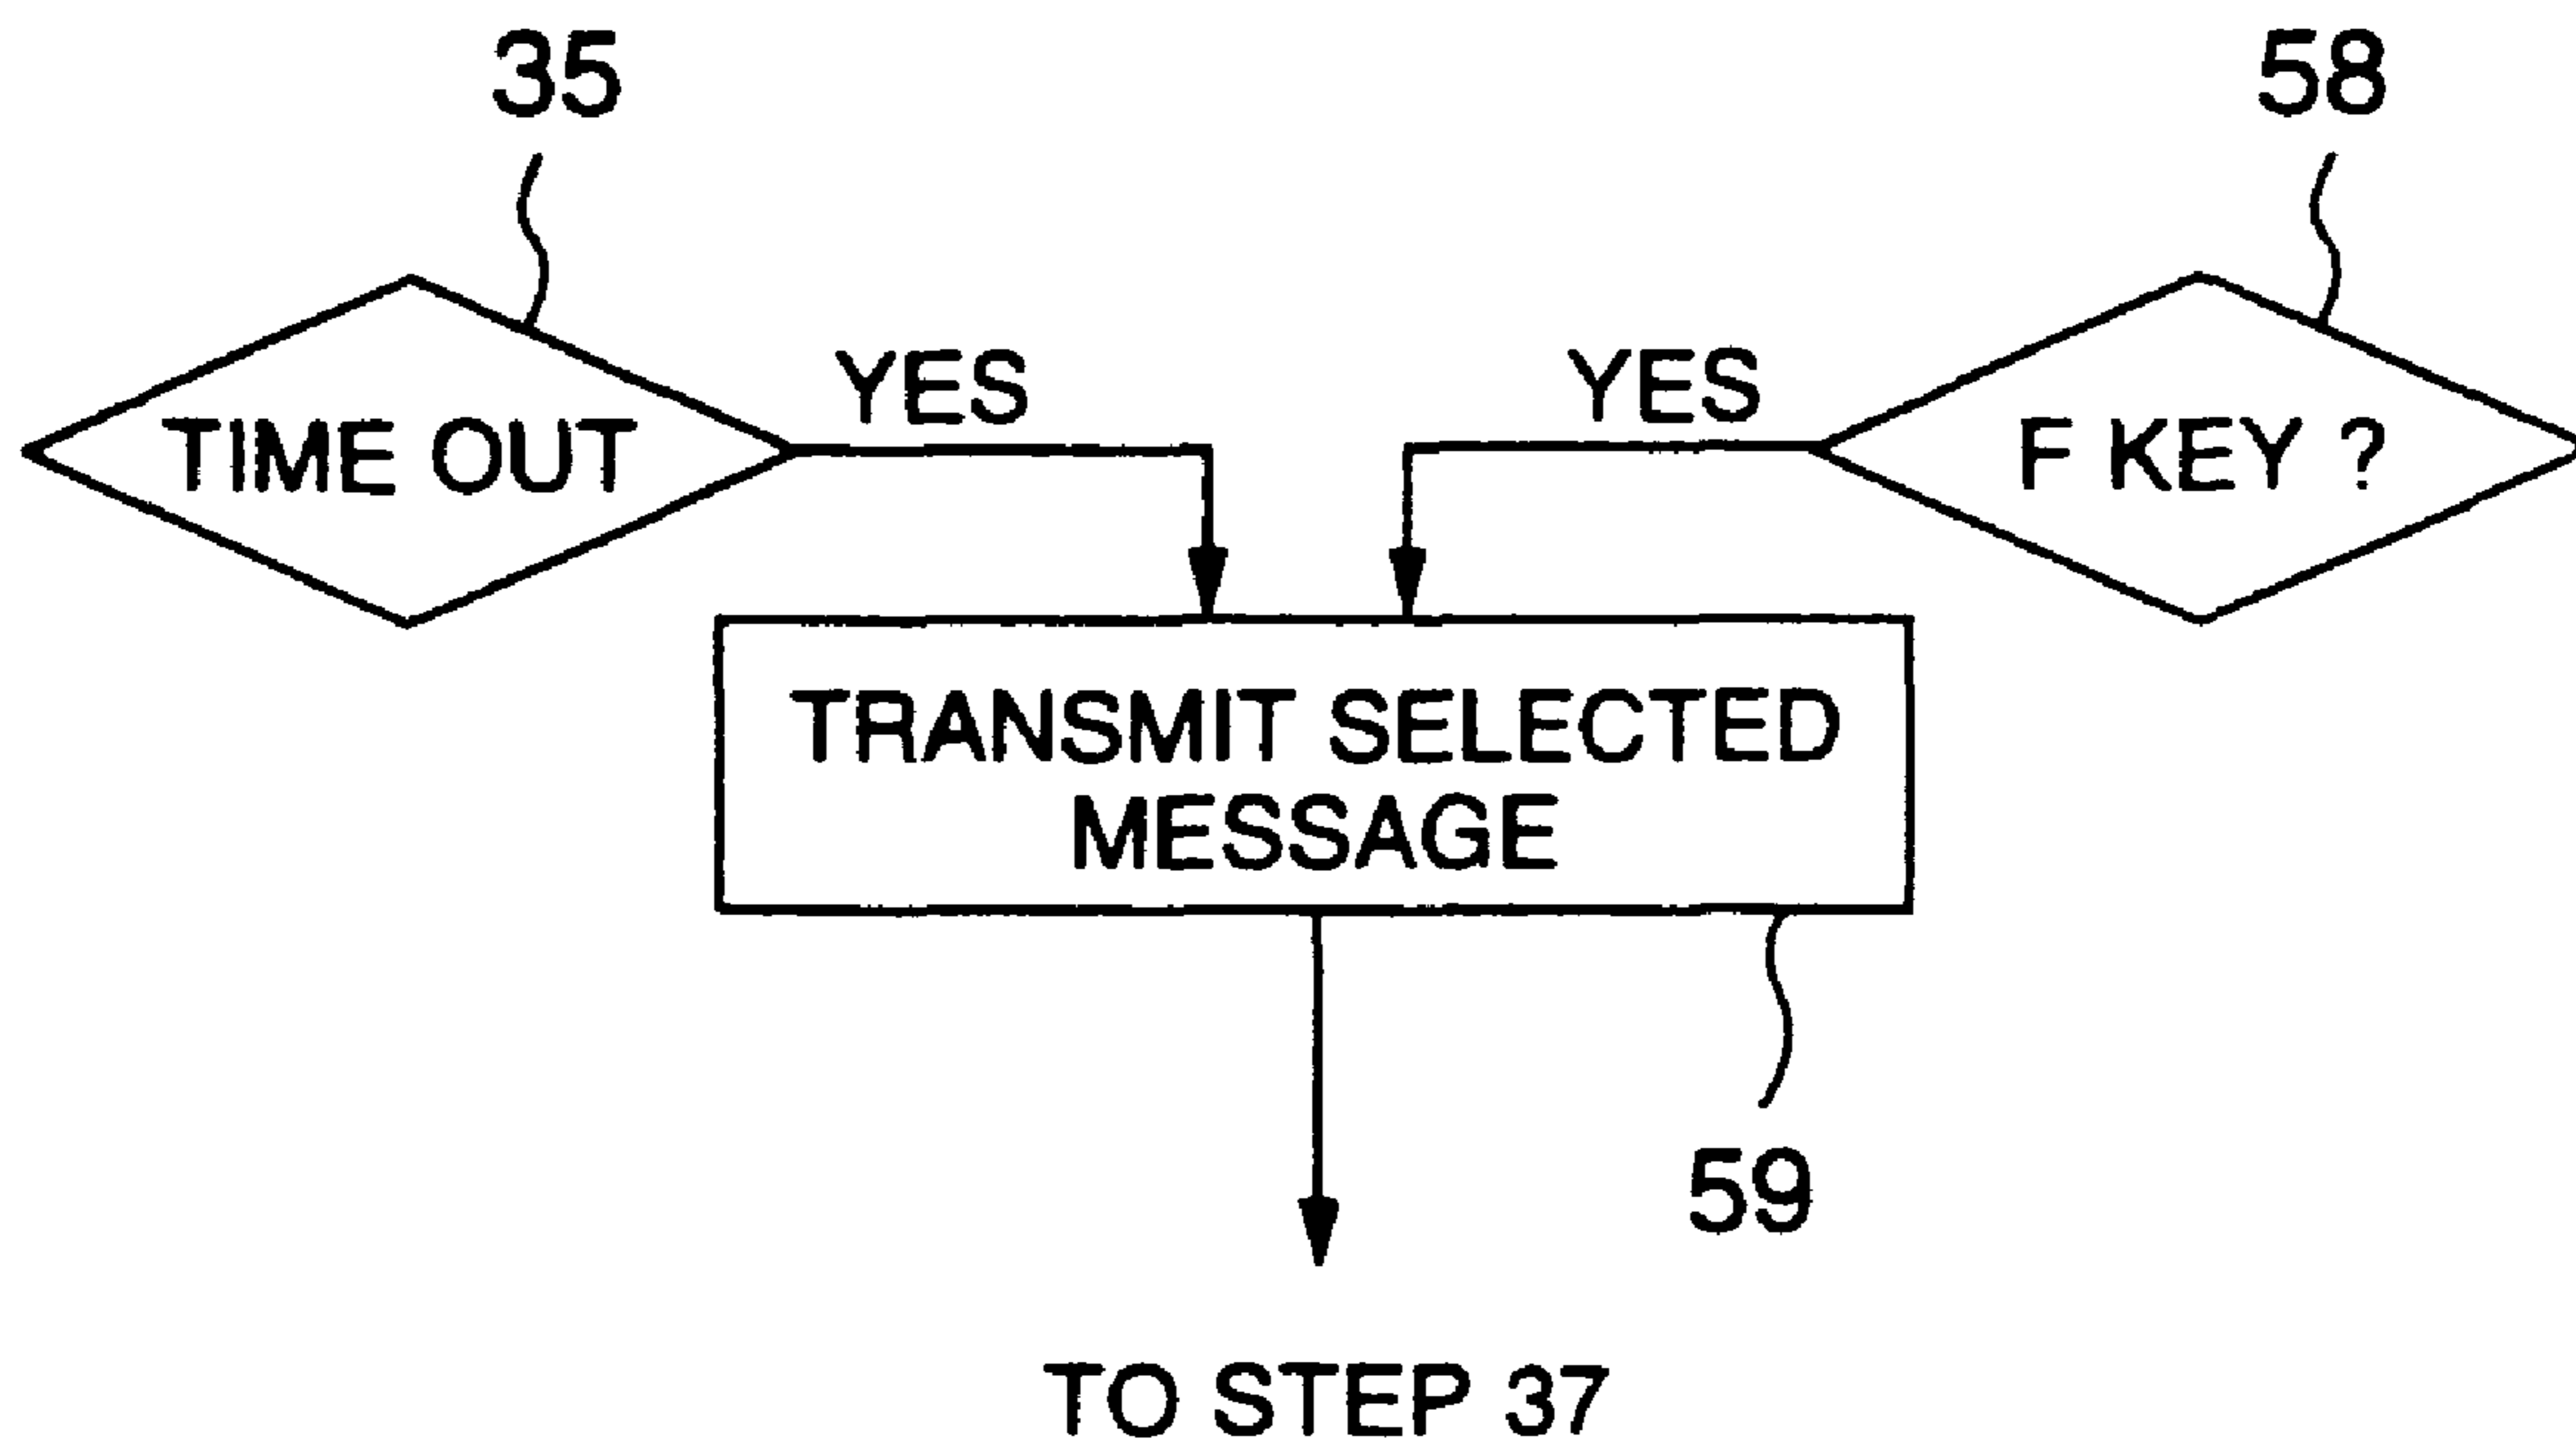 35
58
YES
YES
TIME OUT
F KEY ?
TRANSMIT SELECTED
MESSAGE
59
TO STEP 37